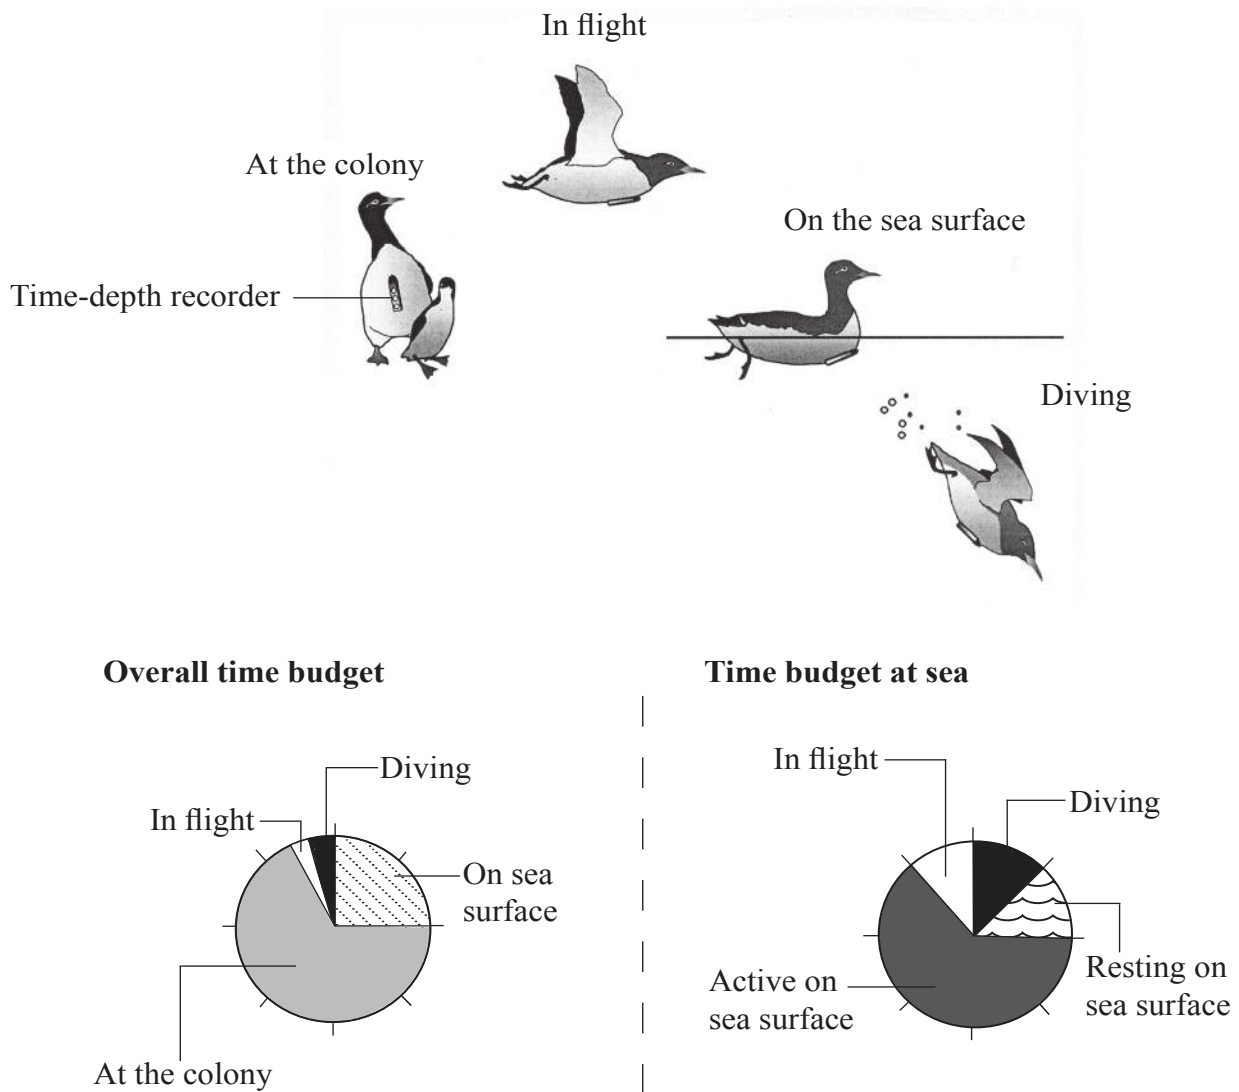 In flight
At the colony
On the sea surface
Time-depth recorder
Diving
Overall time budget
Time budget at sea
In flight
Diving
Diving
In flight
On sea
surface
Active on
sea surface
Resting on
sea surface
At the colony